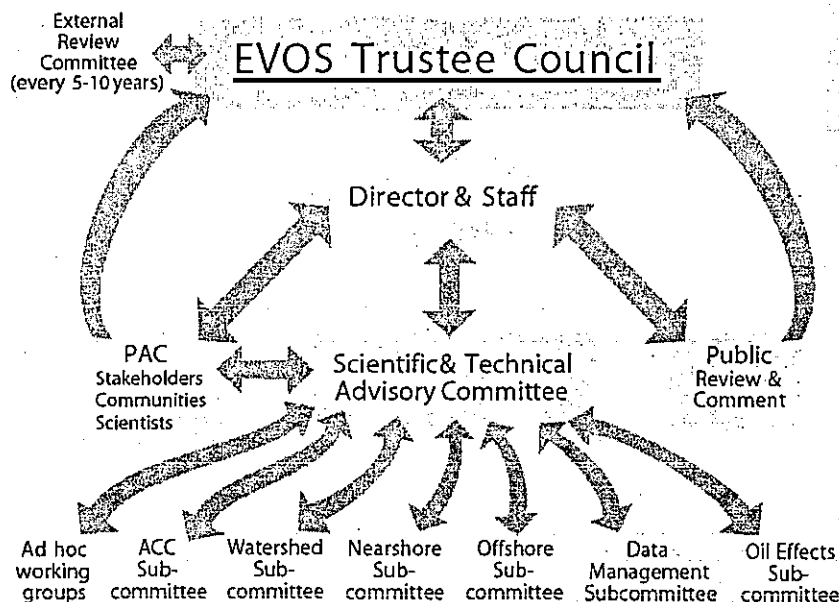 External
Review
Committee
(every 5-10 years)
EVOS Trustee Council
Director & Staff
PAC
Stakeholders
Communities
Scientists
Scientific & Technical
Advisory Committee
Public
Review &
Comment
Ad hoc
working
groups
ACC
Sub-
committee
Watershed
Sub-
committee
Nearshore
Sub-
committee
Offshore
Sub-
committee
Data
Management
Subcommittee
Oil Effects
Sub-
committee